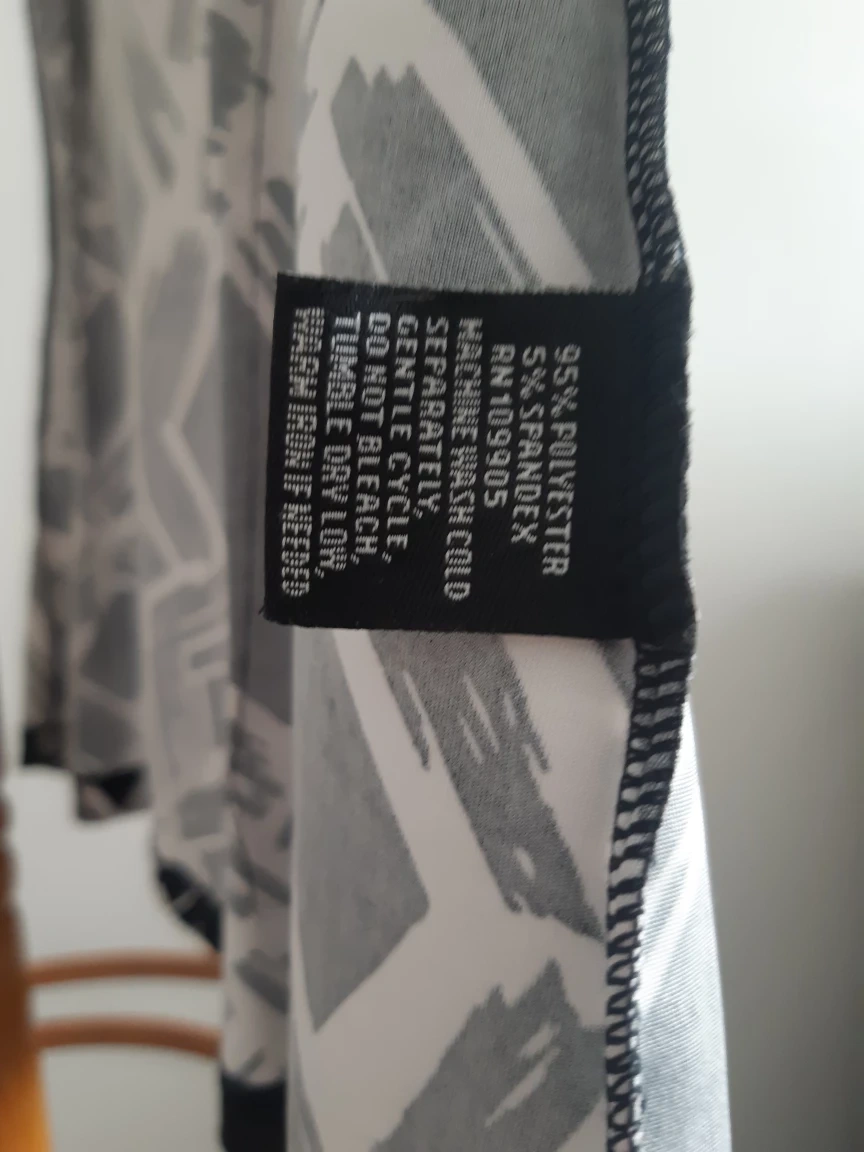 95% POLYESTER
5% SPANDEX
RN109905
MACHINE WASH COLD
SEPARATELY,
GENTLE CYCLE,
DO NOT BLEACH,
TUMBLE DRY LOW,
WARM IRON IF NEEDED